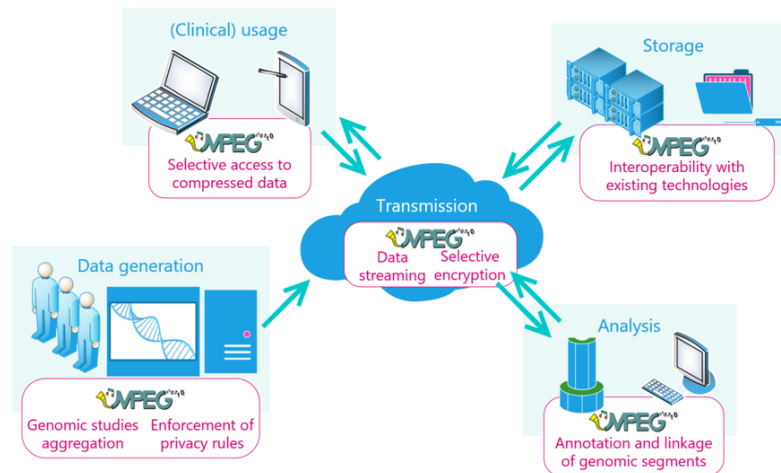 (Clinical) usage
MPEG
Selective access to
compressed data
Storage
MPEG
Interoperability with
existing technologies
Transmission
MPEG
Data Selective
streaming encryption
Data generation
MPEG
Genomic studies Enforcement of
aggregation privacy rules
Analysis
MPEG
Annotation and linkage
of genomic segments